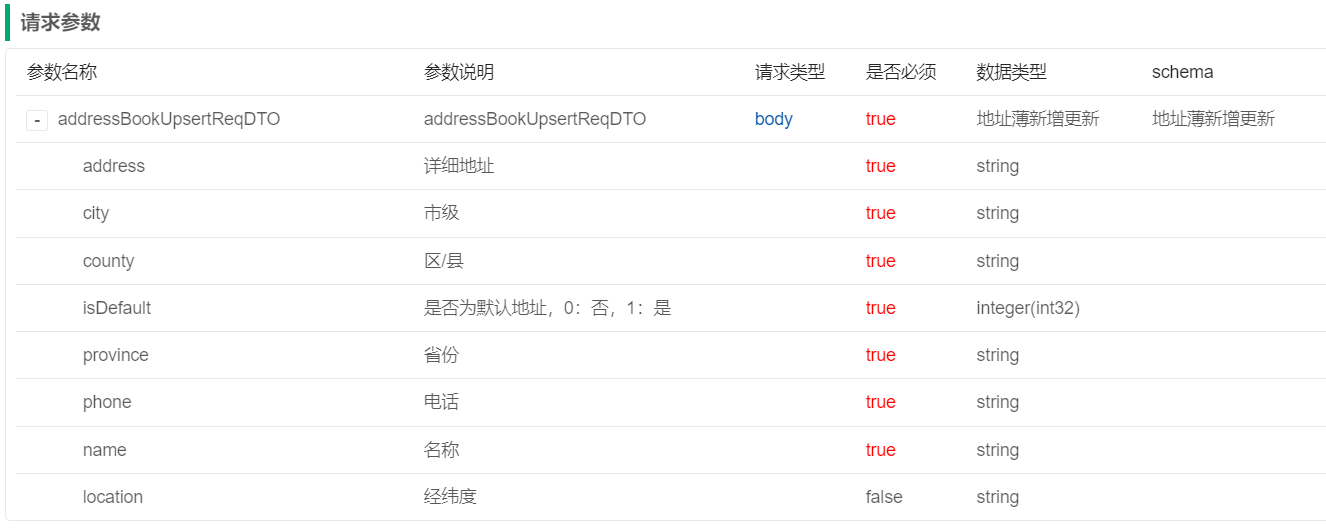 请求参数
参数名称 参数说明 请求类型 是否必须 数据类型 schema
- addressBookUpsertReqDTO addressBookUpsertReqDTO body true 地址薄新增更新 地址薄新增更新
address 详细地址 true string
city 市级 true string
county 区/县 true string
isDefault 是否为默认地址，0：否，1：是 true integer(int32)
province 省份 true string
phone 电话 true string
name 名称 true string
location 经纬度 false string